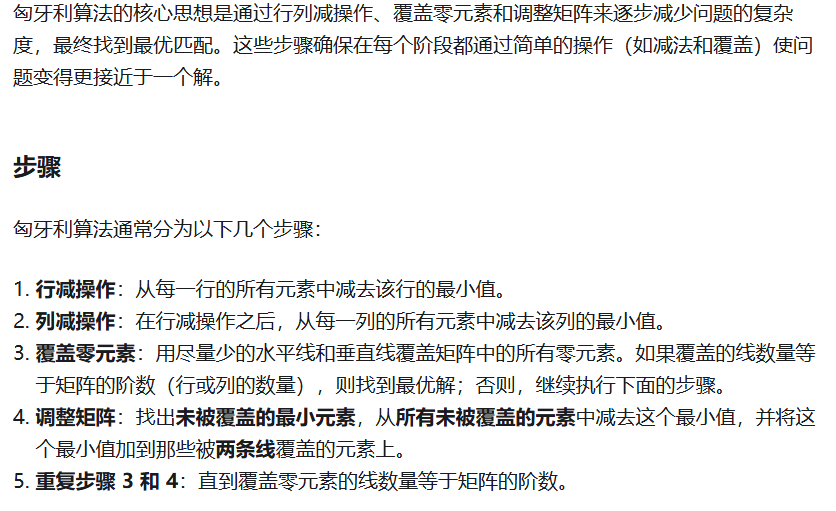 匈牙利算法的核心思想是通过行列减操作、覆盖零元素和调整矩阵来逐步减少问题的复杂
度，最终找到最优匹配。这些步骤确保在每个阶段都通过简单的操作（如减法和覆盖）使问
题变得更接近于一个解。
步骤
匈牙利算法通常分为以下几个步骤：
1. 行减操作：从每一行的所有元素中减去该行的最小值。
2. 列减操作：在行减操作之后，从每一列的所有元素中减去该列的最小值。
3. 覆盖零元素：用尽量少的水平线和垂直线覆盖矩阵中的所有零元素。如果覆盖的线数量等
于矩阵的阶数（行或列的数量），则找到最优解；否则，继续执行下面的步骤。
4. 调整矩阵：找出未被覆盖的最小元素，从所有未被覆盖的元素中减去这个最小值，并将这
个最小值加到那些被两条线覆盖的元素上。
5. 重复步骤 3 和 4：直到覆盖零元素的线数量等于矩阵的阶数。